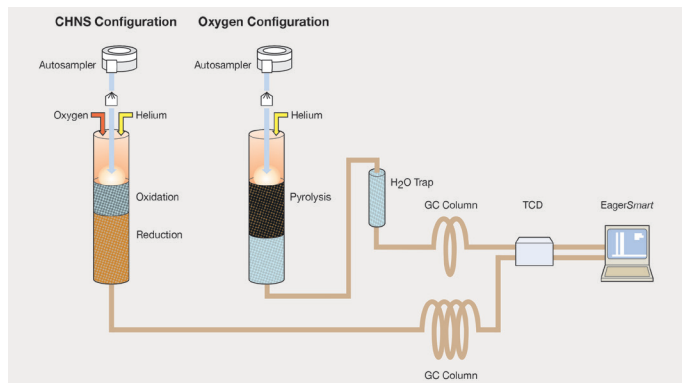 CHNS Configuration
Oxygen Configuration
Autosampler
Autosampler
Oxygen
Helium
Helium
Oxidation
Pyrolysis
Reduction
H2O Trap
GC Column
TCD
EagerSmart
GC Column